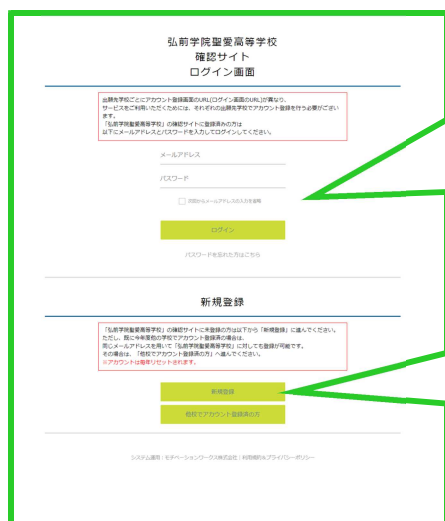 弘前学院聖愛高等学校
確認サイト
ログイン画面
出願先学校ごとにアカウント登録画面のURL(ログイン画面のURL)が異なり、
サービスをご利用いただくためには、それぞれの出願先学校でアカウント登録を行う必要がござい
ます。
「弘前学院聖愛高等学校」の確認サイトに登録済みの方は
以下にメールアドレスとパスワードを入力してログインしてください。
メールアドレス
パスワード
次回からメールアドレスの入力を省略
ログイン
パスワードを忘れた方はこちら
新規登録
「弘前学院聖愛高等学校」の確認サイトに未登録の方は以下から「新規登録」に進んでください。
ただし、既に今年度他の学校でアカウント登録済の場合は、
同じメールアドレスを用いて「弘前学院聖愛高等学校」に対しても登録が可能です。
その場合は、「他校でアカウント登録済の方」へ進んでください。
※アカウントは毎年リセットされます。
新規登録
他校でアカウント登録済の方
システム運用：モチベーションワークス株式会社｜利用規約&プライバシーポリシー